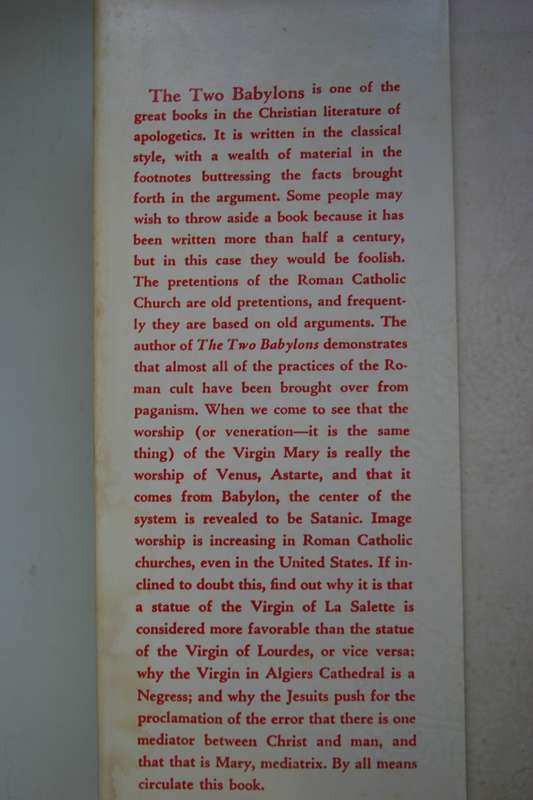 The Two Babylons is one of the
great books in the Christian literature of
apologetics. It is written in the classical
style, with a wealth of material in the
footnotes buttressing the facts brought
forth in the argument. Some people may
wish to throw aside a book because it has
been written more than half a century,
but in this case they would be foolish.
The pretentions of the Roman Catholic
Church are old pretentions, and frequent-
ly they are based on old arguments. The
author of The Two Babylons demonstrates
that almost all of the practices of the Ro-
man cult have been brought over from
paganism. When we come to see that the
worship (or veneration—it is the same
thing) of the Virgin Mary is really the
worship of Venus, Astarte, and that it
comes from Babylon, the center of the
system is revealed to be Satanic. Image
worship is increasing in Roman Catholic
churches, even in the United States. If in-
clined to doubt this, find out why it is that
a statue of the Virgin of La Salette is
considered more favorable than the statue
of the Virgin of Lourdes, or vice versa:
why the Virgin in Algiers Cathedral is a
Negress; and why the Jesuits push for the
proclamation of the error that there is one
mediator between Christ and man, and
that that is Mary, mediatrix. By all means
circulate this book.